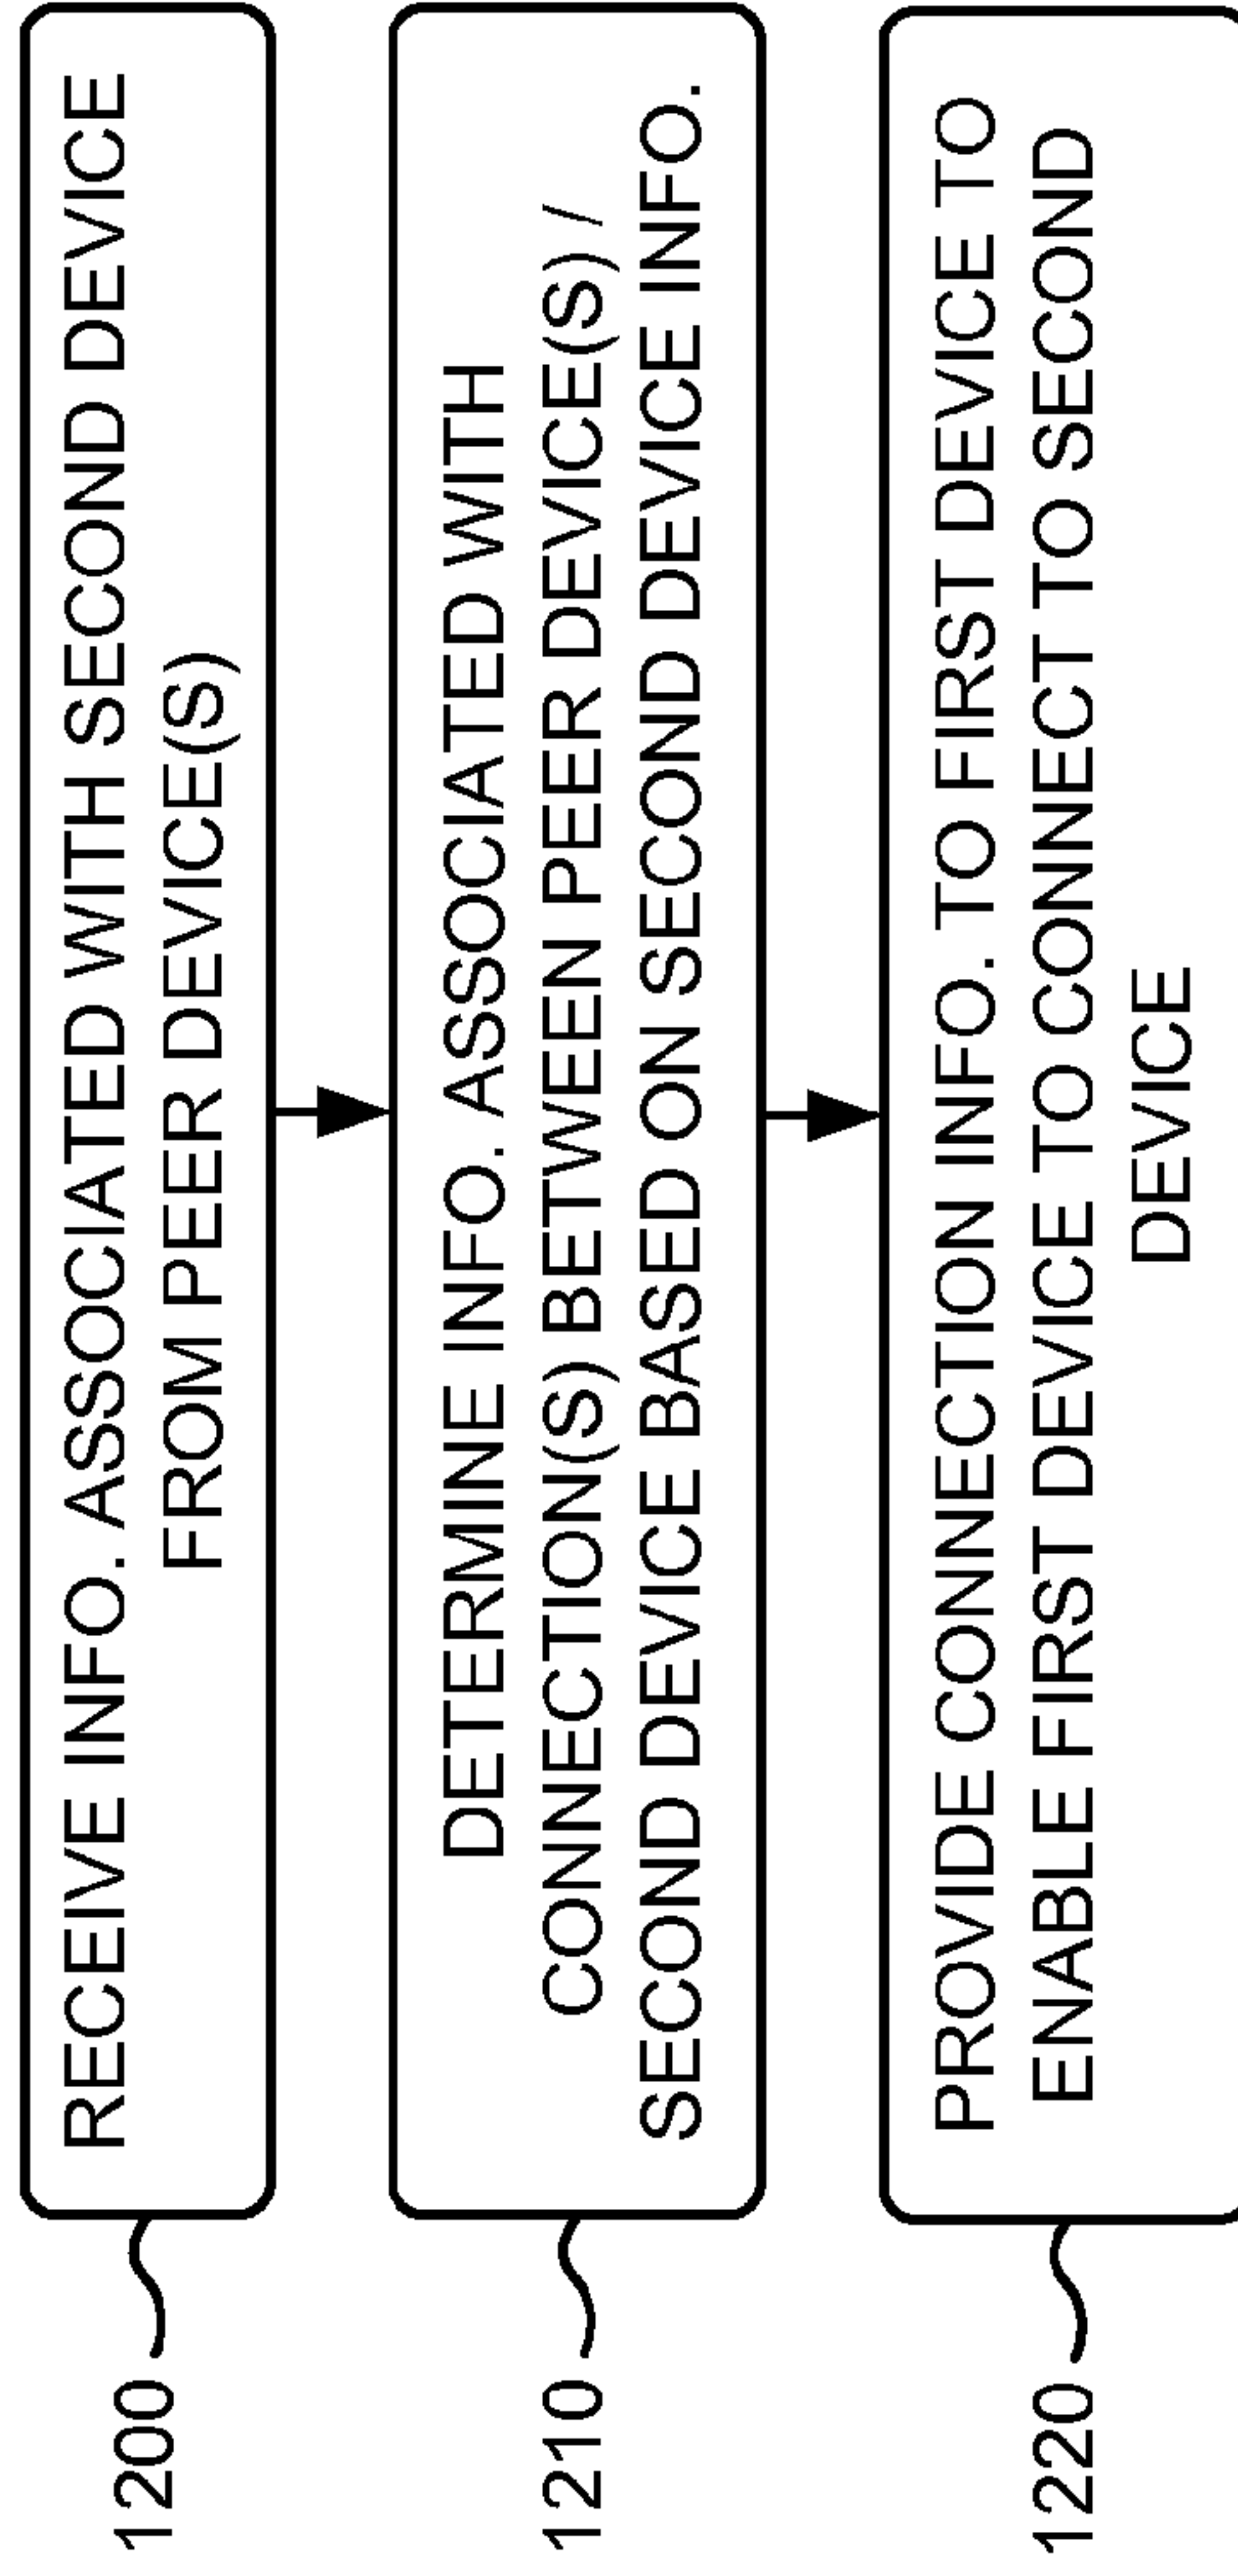 1200
RECEIVE INFO. ASSOCIATED WITH SECOND DEVICE
FROM PEER DEVICE(S)
1210
DETERMINE INFO. ASSOCIATED WITH
CONNECTION(S) BETWEEN PEER DEVICE(S) /
SECOND DEVICE BASED ON SECOND DEVICE INFO.
1220
PROVIDE CONNECTION INFO. TO FIRST DEVICE TO
ENABLE FIRST DEVICE TO CONNECT TO SECOND
DEVICE